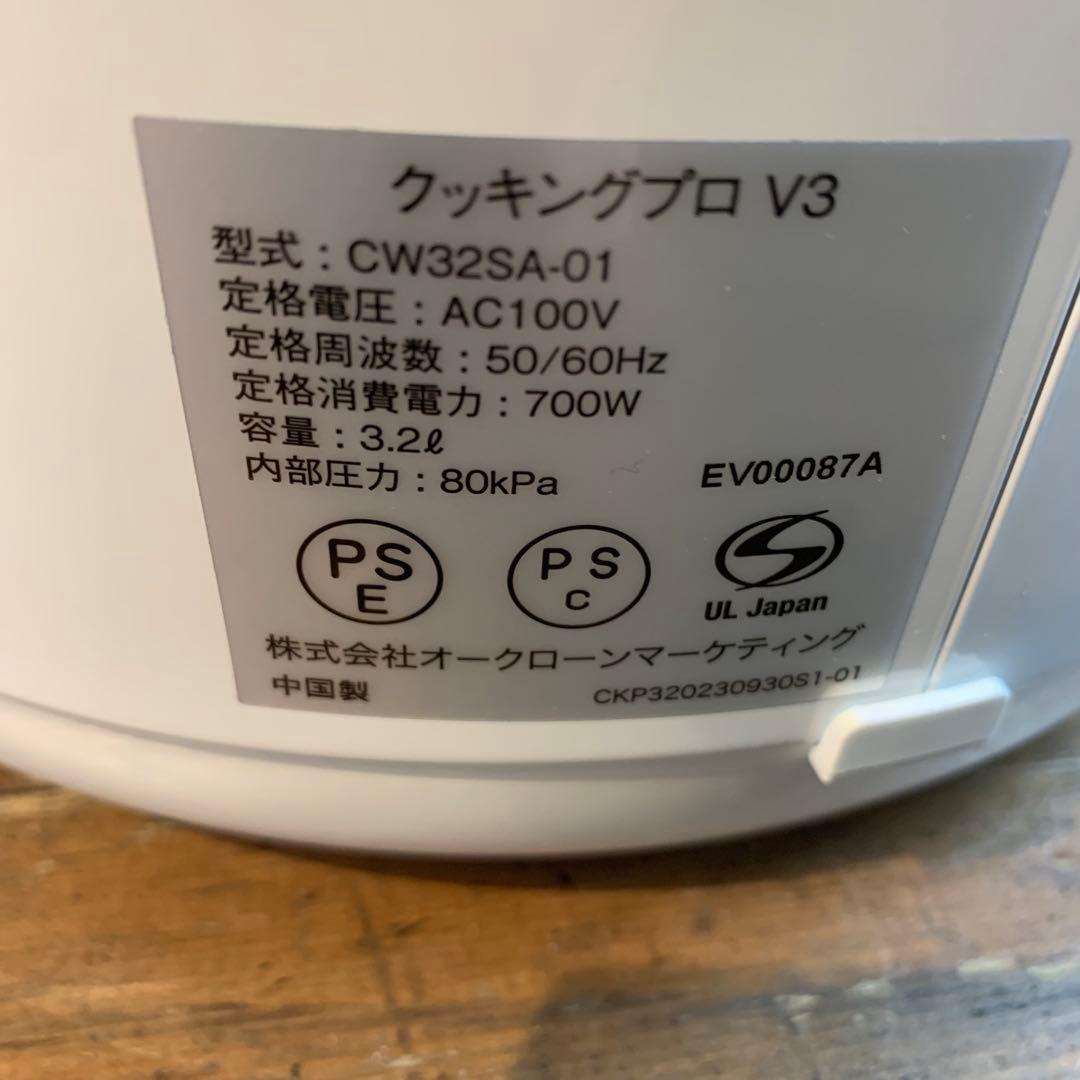 クッキングプロ V3
型式：CW32SA-01
定格電圧：AC100V
定格周波数：50/60Hz
定格消費電力：700W
容量：3.2ℓ
内部圧力：80kPa
EV00087A
PS
E
PS
C
UL Japan
株式会社オークローンマーケティング
中国製
CKP320230930S1-01